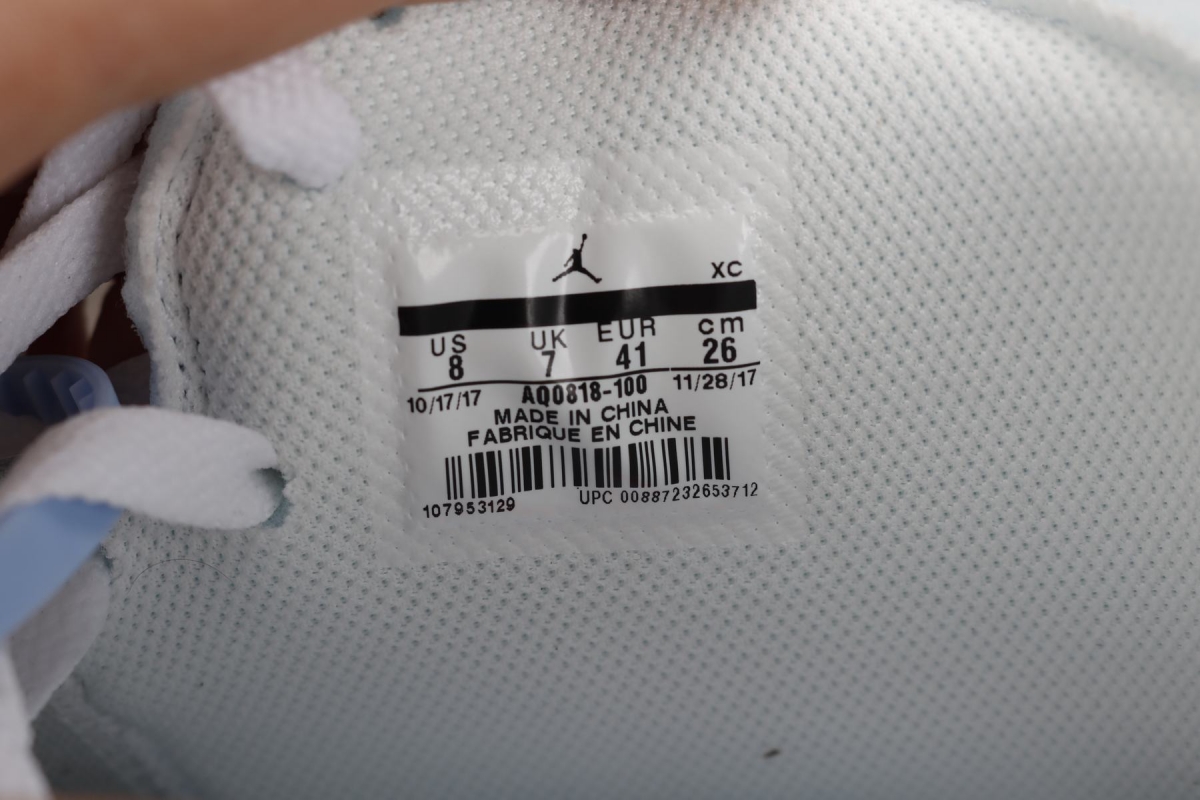 XC
US UK EUR cm
8 7 41 26
10/17/17 AQ0818-100 11/28/17
MADE IN CHINA
FABRIQUE EN CHINE
107953129 UPC 00887232653712